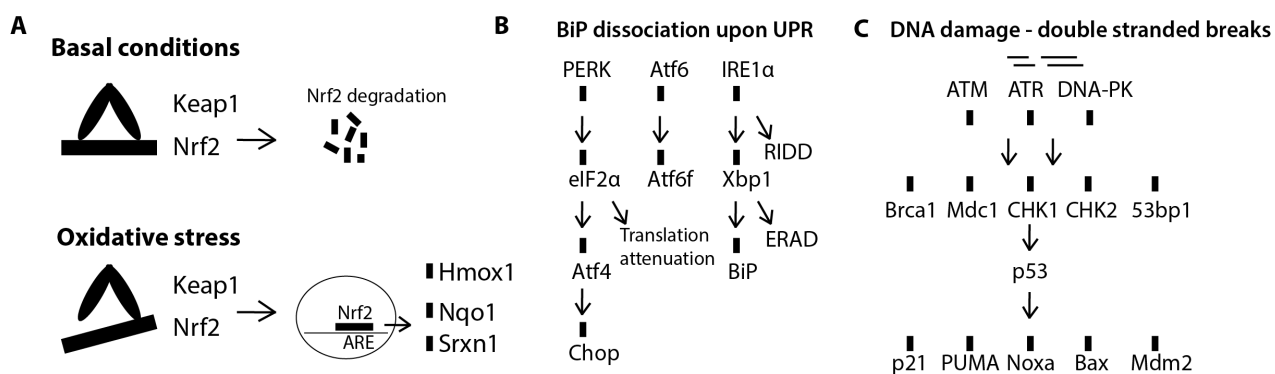 A
Basal conditions
Keap1
Nrf2
Nrf2 degradation
Oxidative stress
Keap1
Nrf2
Nrf2
ARE
Hmox1
Nqo1
Srxn1
B
BiP dissociation upon UPR
PERK Atf6 IRE1α
RIDD
eIF2α Atf6f Xbp1
Translation
attenuation
ERAD
Atf4 BiP
Chop
C
DNA damage - double stranded breaks
ATM ATR DNA-PK
Brca1 Mdc1 CHK1 CHK2 53bp1
p53
p21 PUMA Noxa Bax Mdm2